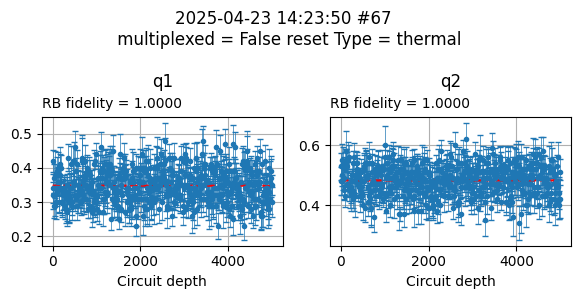 2025-04-23 14:23:50 #67
multiplexed = False reset Type = thermal
q1
RB fidelity = 1.0000
0.5
0.4
0.3
0.2
0
2000
4000
Circuit depth
q2
RB fidelity = 1.0000
0.6
0.4
0
2000
4000
Circuit depth